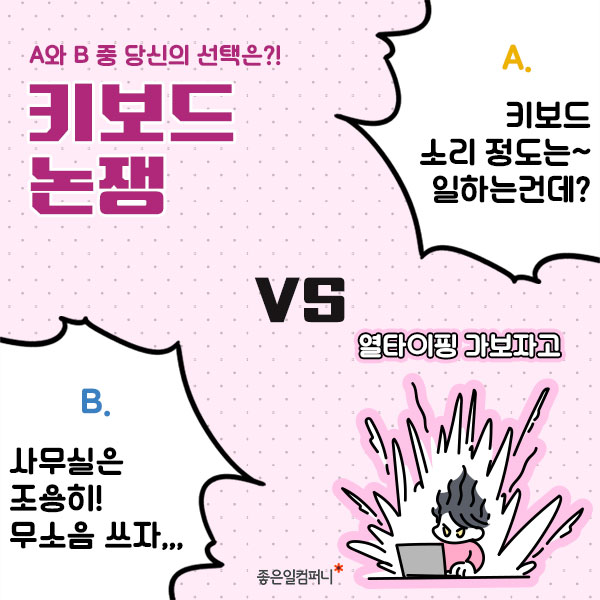 A와 B 중 당신의 선택은?!
키보드
논쟁
A.
키보드
소리 정도는~
일하는건데?
VS
열타이핑 가보자고
B.
사무실은
조용히!
무소음 쓰자,,,
좋은일컴퍼니*